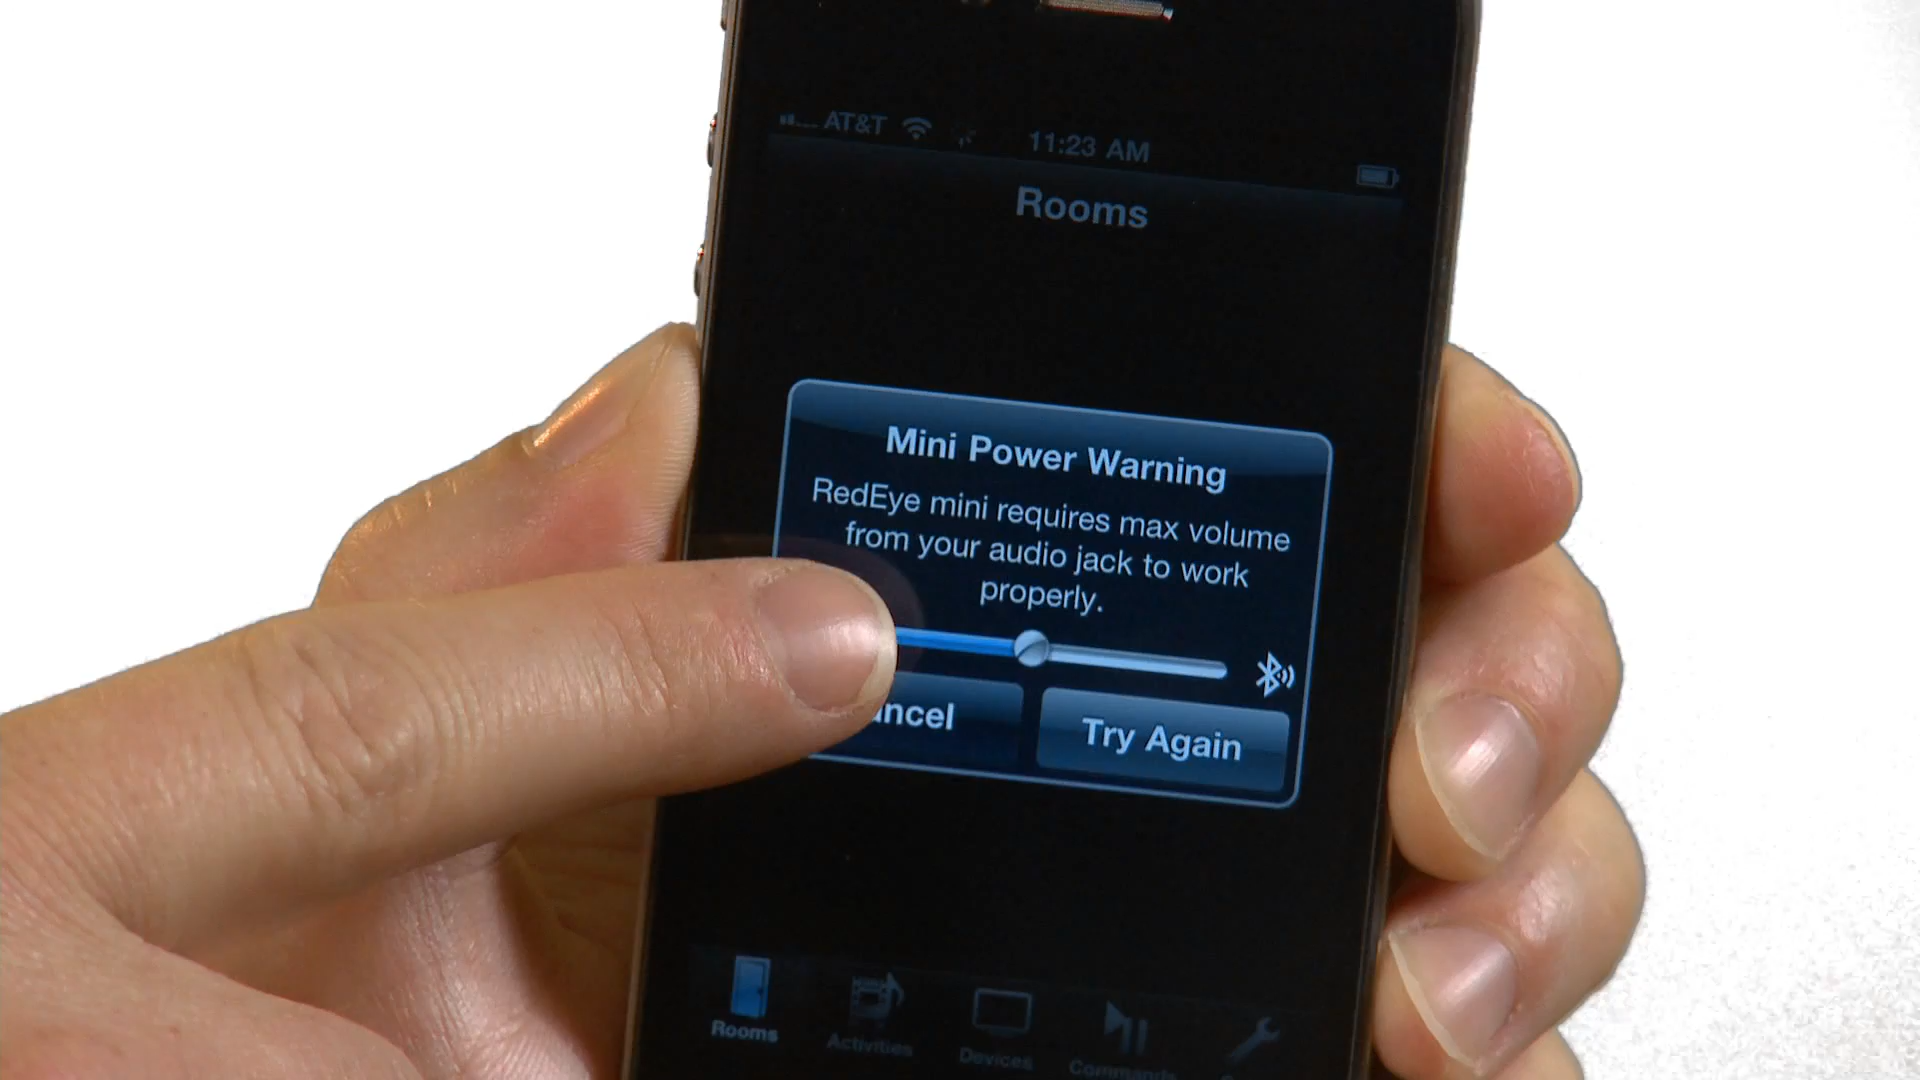 AT&T 11:23 AM
Rooms
Mini Power Warning
RedEye mini requires max volume
from your audio jack to work
properly.
ncel Try Again
Rooms Activities Devices